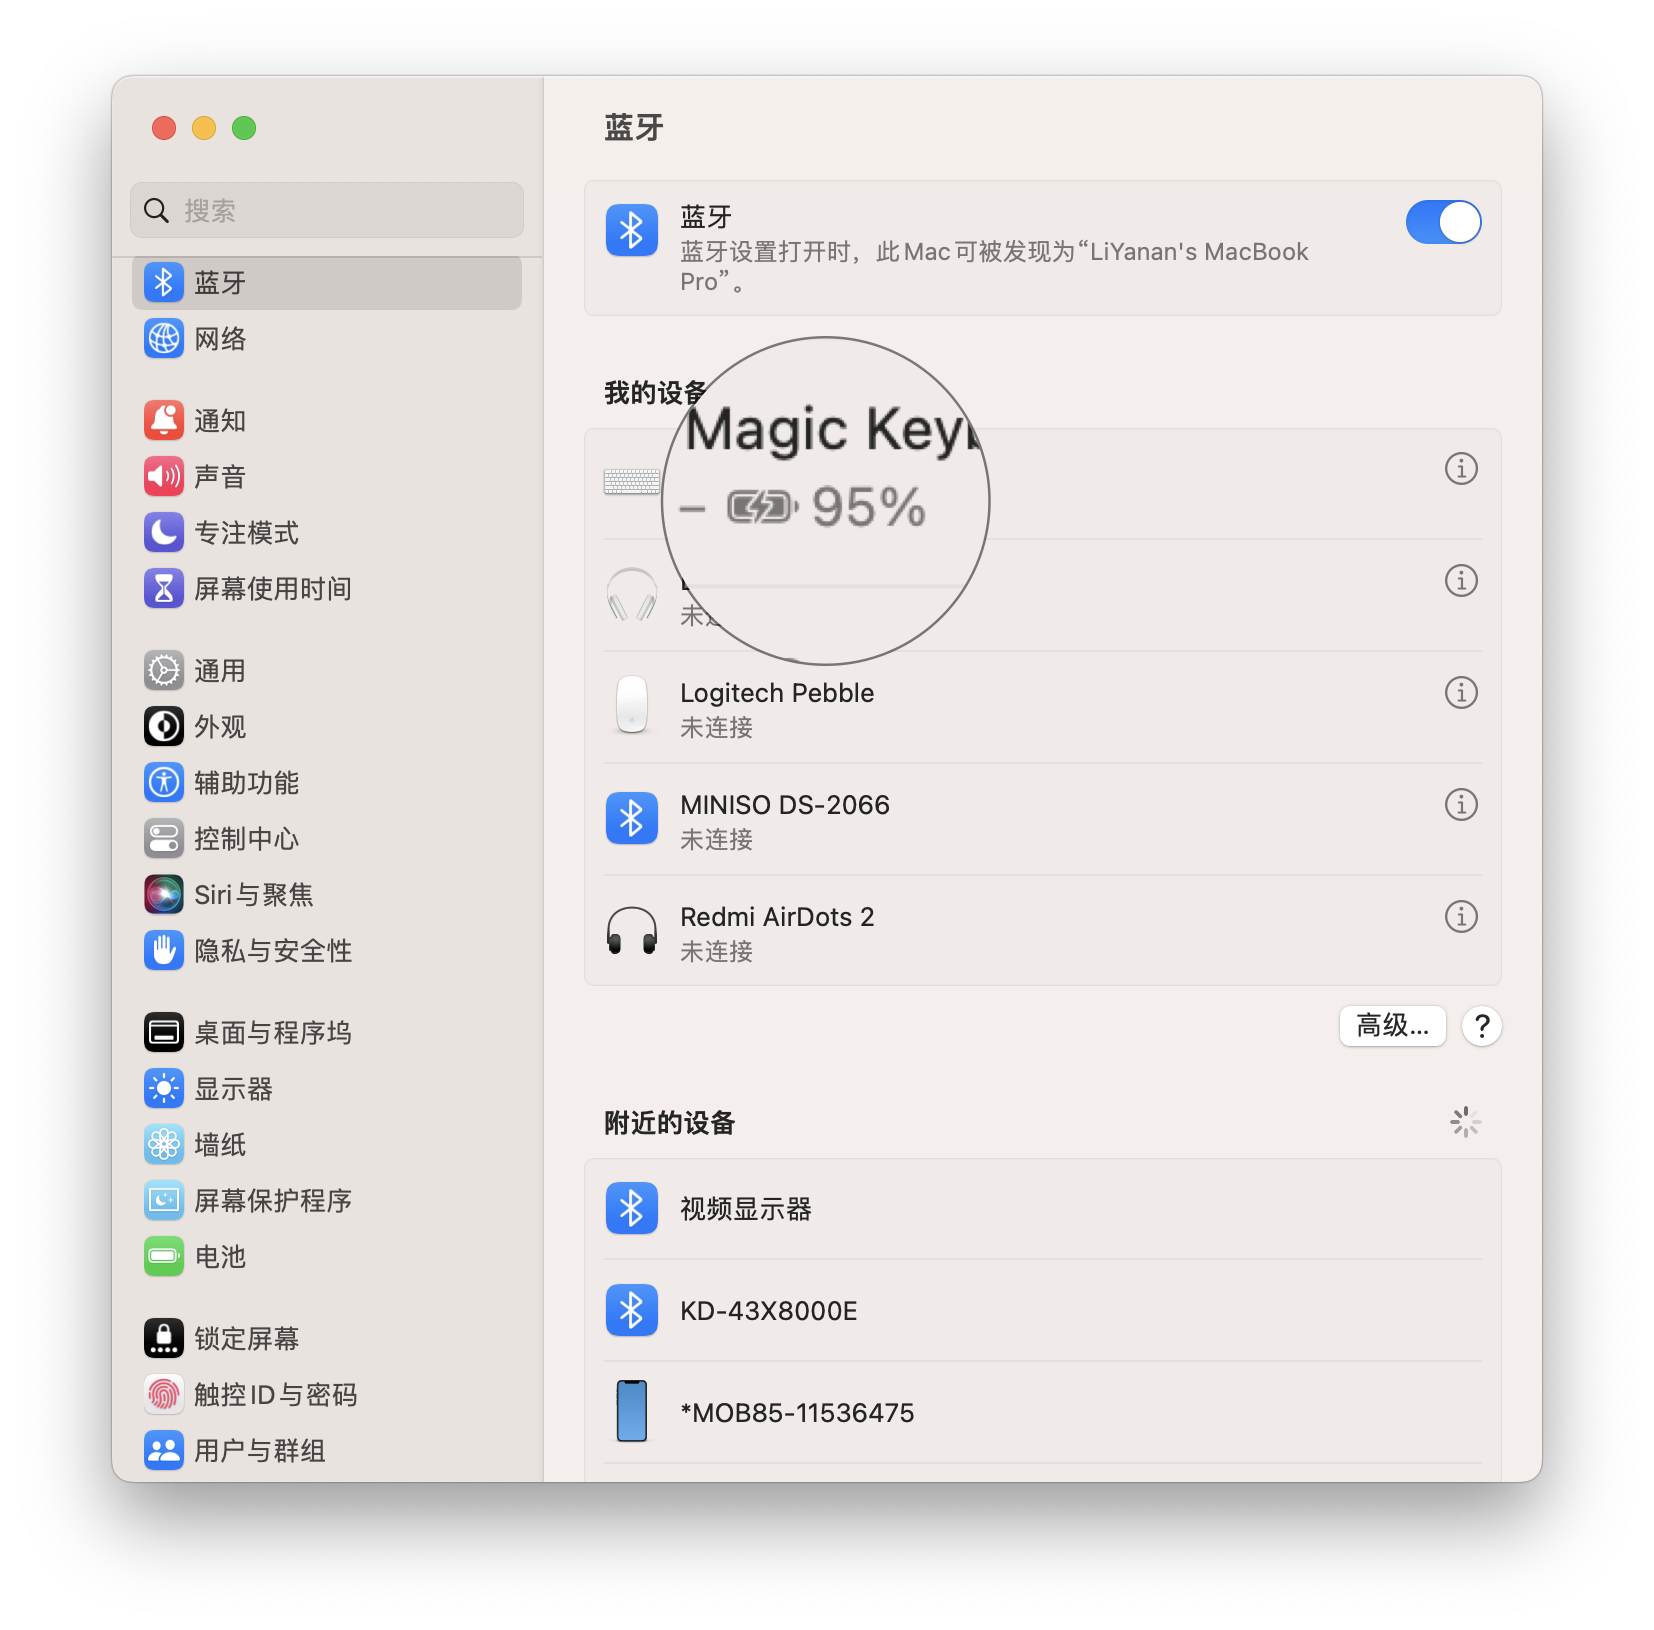 搜索
蓝牙
网络
通知
声音
专注模式
屏幕使用时间
通用
外观
辅助功能
控制中心
Siri与聚焦
隐私与安全性
桌面与程序坞
显示器
墙纸
屏幕保护程序
电池
锁定屏幕
触控ID与密码
用户与群组
蓝牙
蓝牙
蓝牙设置打开时，此Mac可被发现为“LiYanan's MacBook
Pro”。
我的设备
Magic
– 95%
未
Logitech Pebble
未连接
MINISO DS-2066
未连接
Redmi AirDots 2
未连接
高级...
?
附近的设备
视频显示器
KD-43X8000E
*MOB85-11536475